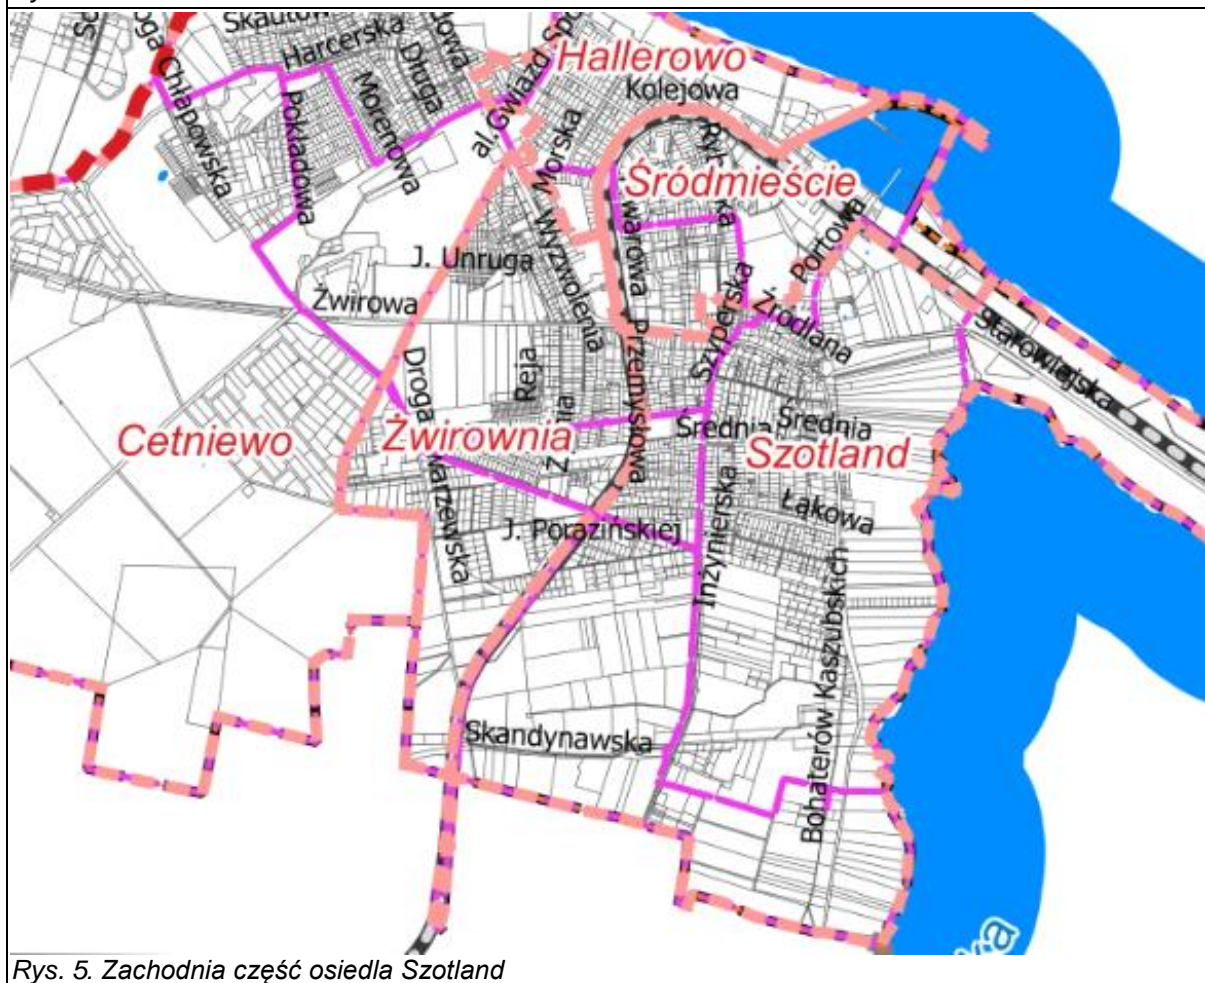 Skautów
Hallerowo
Harcerska
Długa
al. Gwiazd
Kolejowa
Chłapowska
Pokładowa
Morenowa
Morska
Śródmieście
Wyzwolenia
J. Unruga
Portowa
Żwirowa
Szyperska
Źródlana
Starowiejska
Droga
Reja
Przemysłowa
Cetniewo
Żwirownia
Średnia
Średnia
Szotland
Łąkowa
J. Porazińskiej
Inżynierska
Bohaterów Kaszubskich
Skandynawska
Rys. 5. Zachodnia część osiedla Szotland